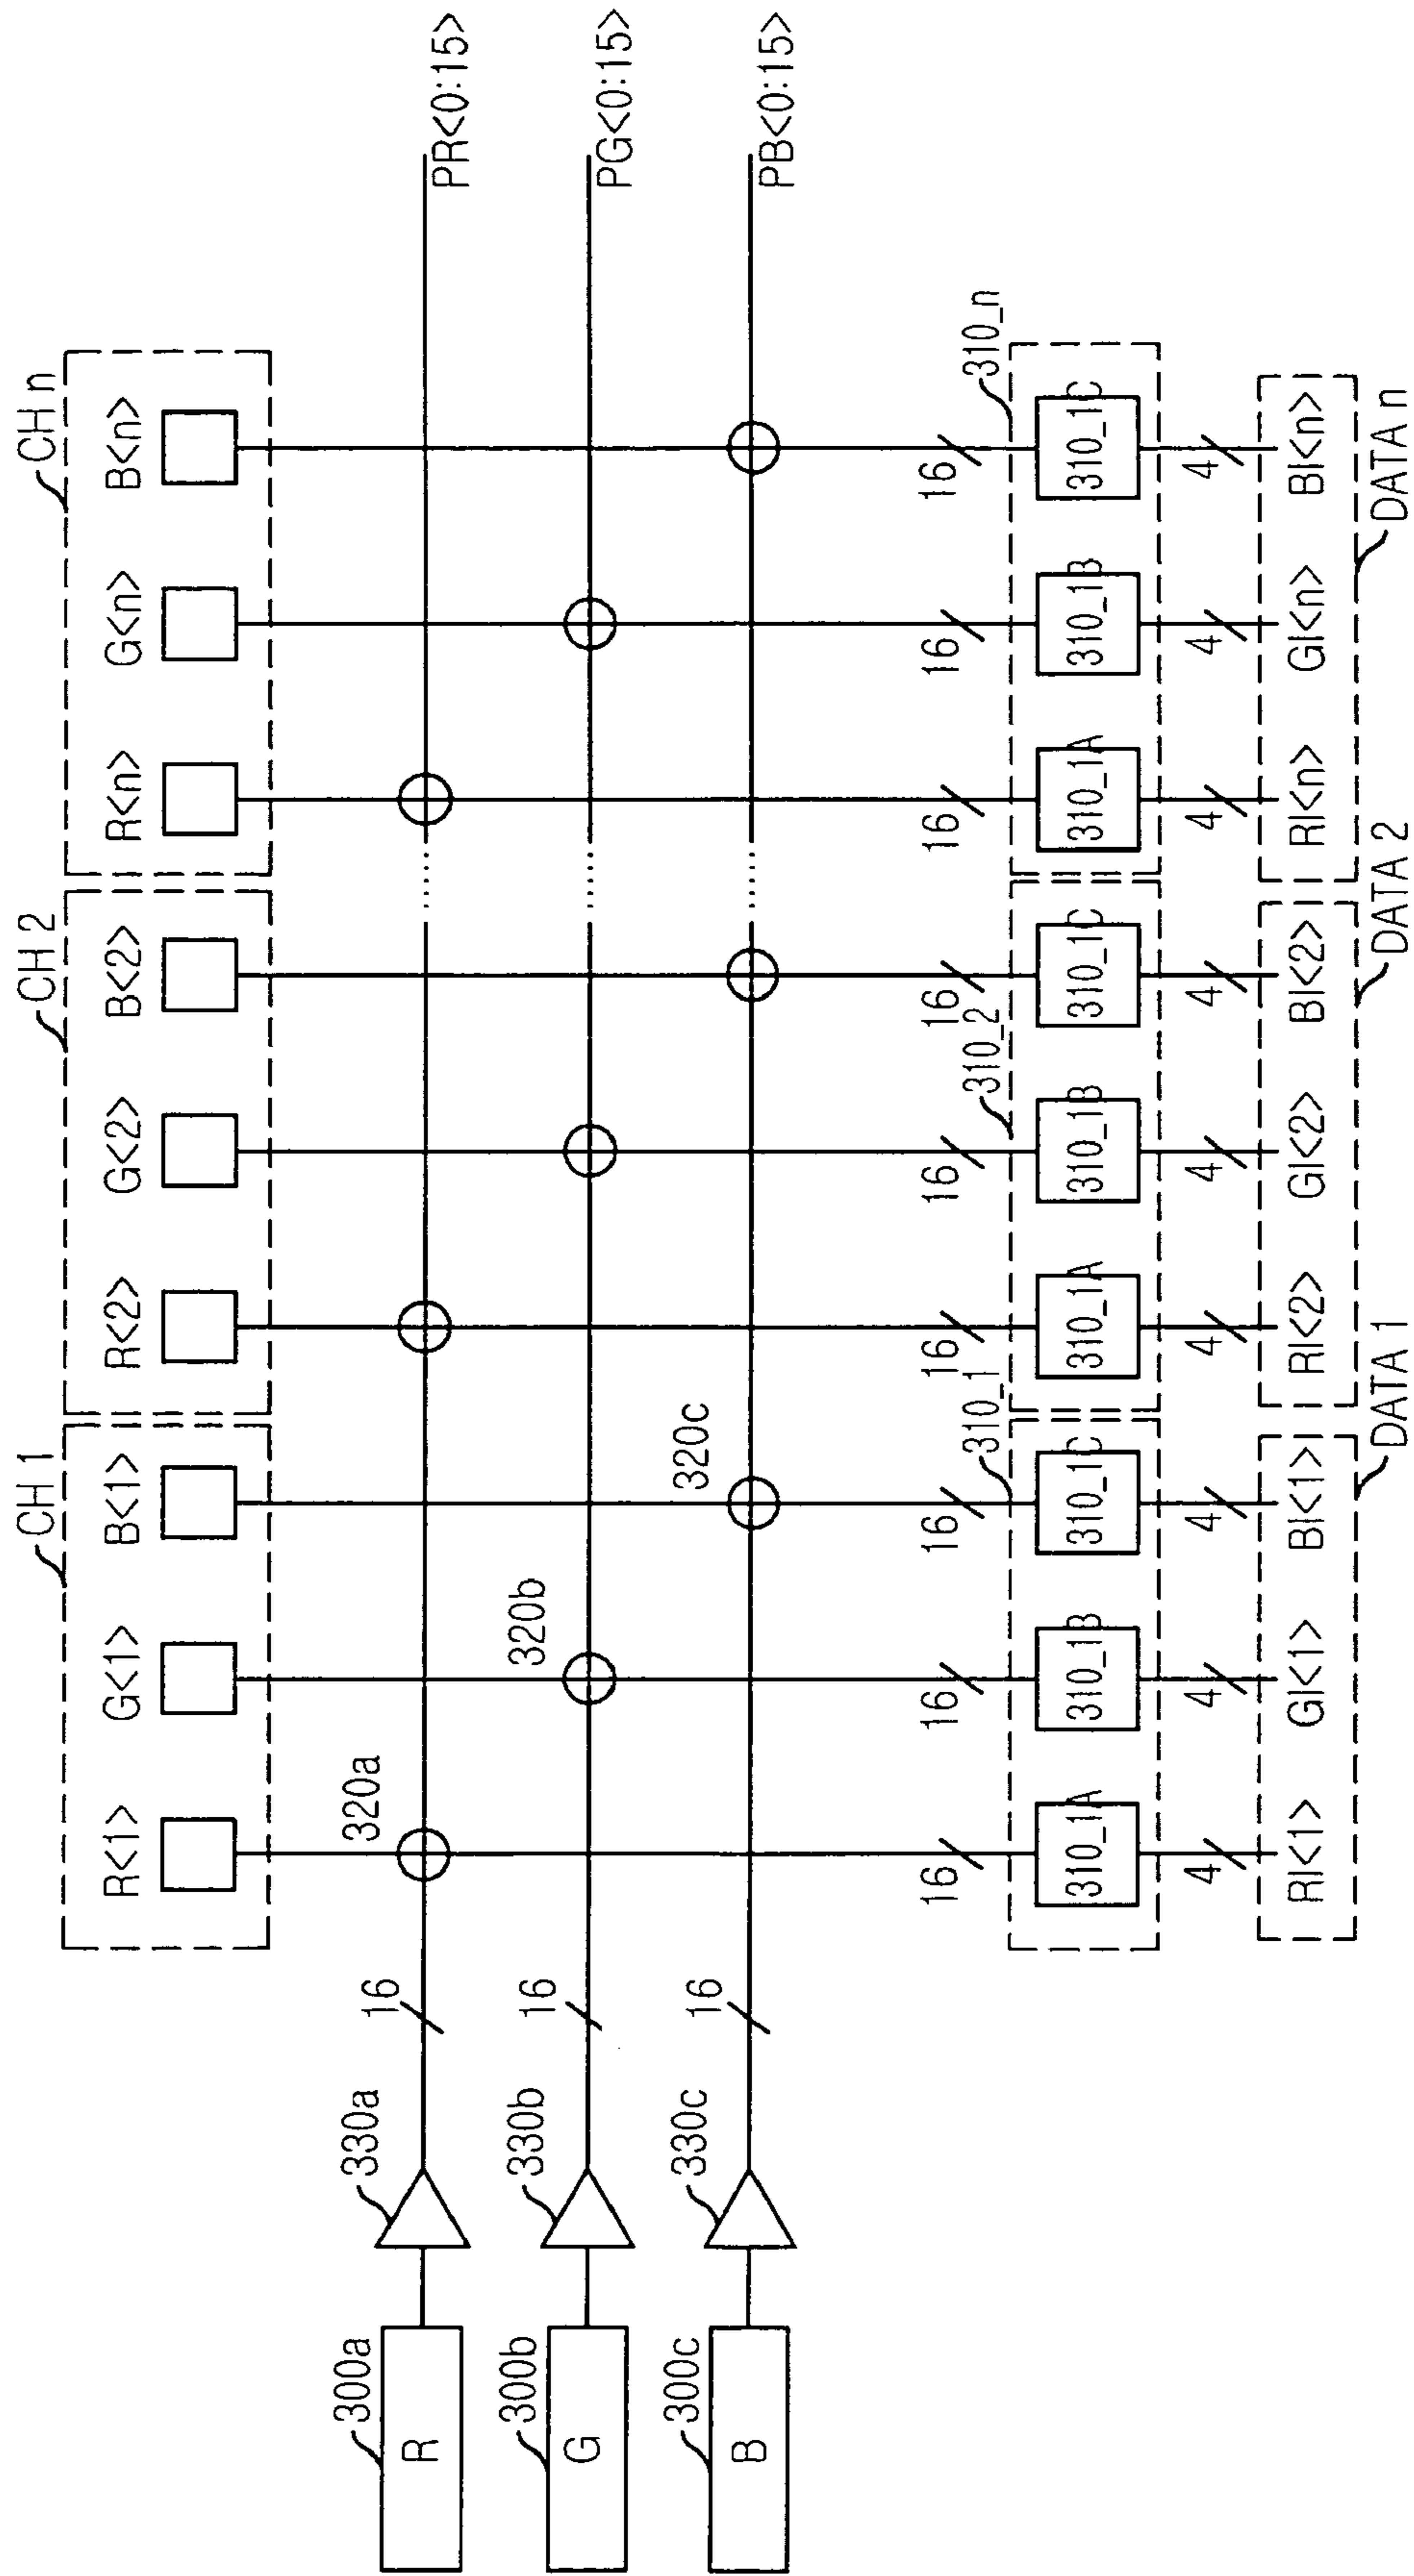 CH 1
CH 2
CH n
R<1>
G<1>
B<1>
R<2>
G<2>
B<2>
R<n>
G<n>
B<n>
300a
R
330a
16
320a
PR<0:15>
300b
G
330b
16
320b
PG<0:15>
300c
B
330c
16
320c
PB<0:15>
16
16
16
16
16
16
16
16
16
310_1
310_2
310_n
310_1A
310_1B
310_1C
310_1A
310_1B
310_1C
310_1A
310_1B
310_1C
4
4
4
4
4
4
4
4
4
RI<1>
GI<1>
BI<1>
RI<2>
GI<2>
BI<2>
RI<n>
GI<n>
BI<n>
DATA 1
DATA 2
DATA n